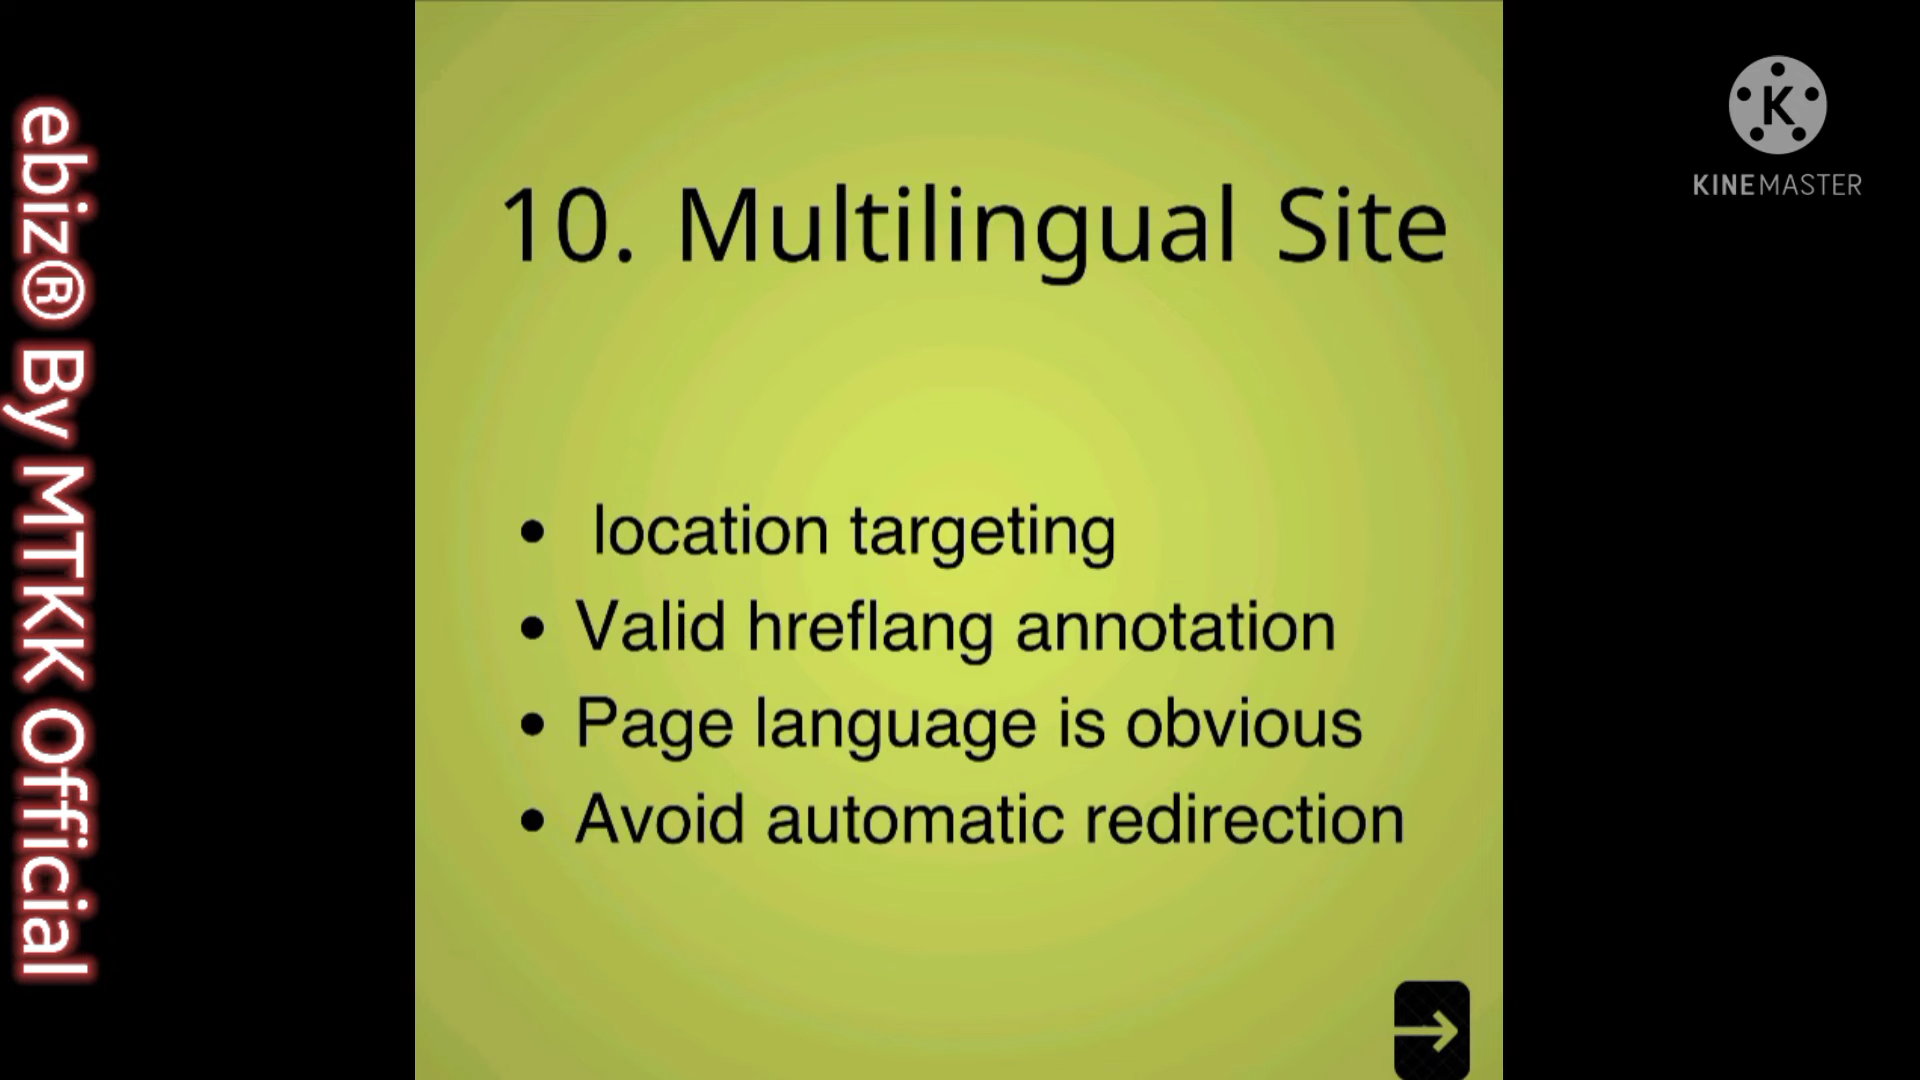 ebiz® By MTKK Official
10. Multilingual Site
• location targeting
• Valid hreflang annotation
• Page language is obvious
• Avoid automatic redirection
K
KINEMASTER